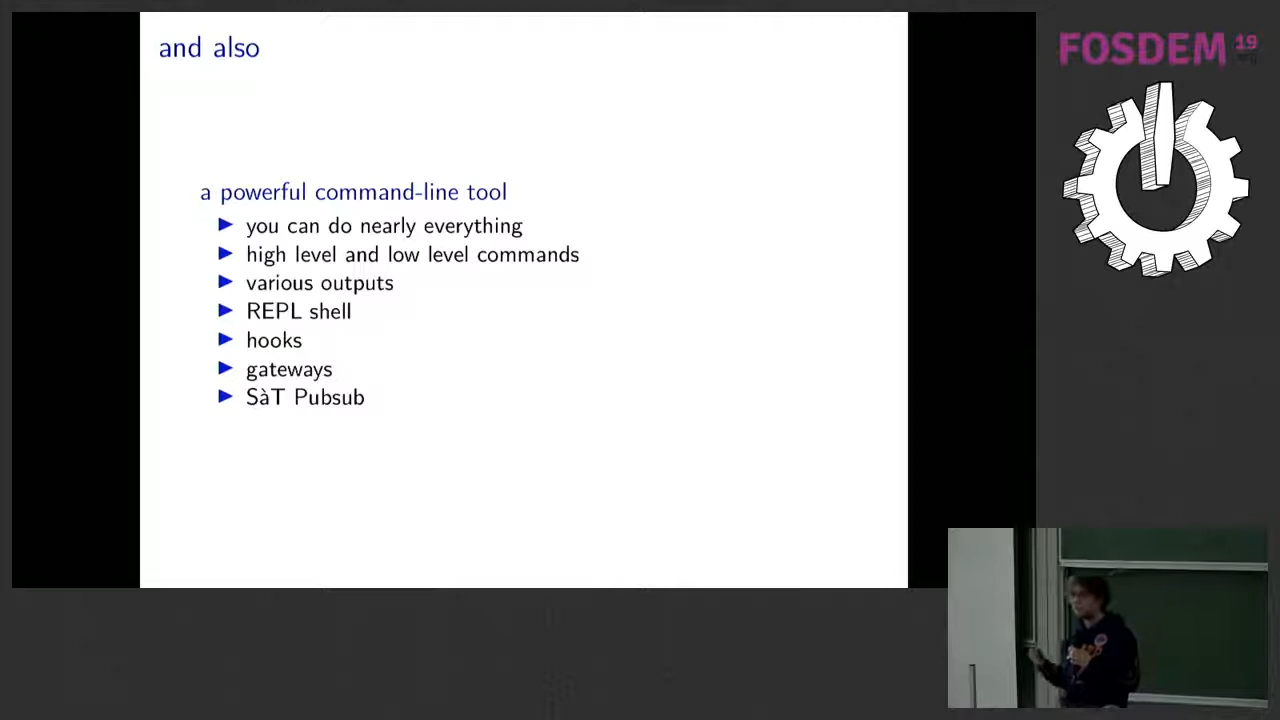 and also
FOSDEM 19
a powerful command-line tool
you can do nearly everything
high level and low level commands
various outputs
REPL shell
hooks
gateways
SàT Pubsub